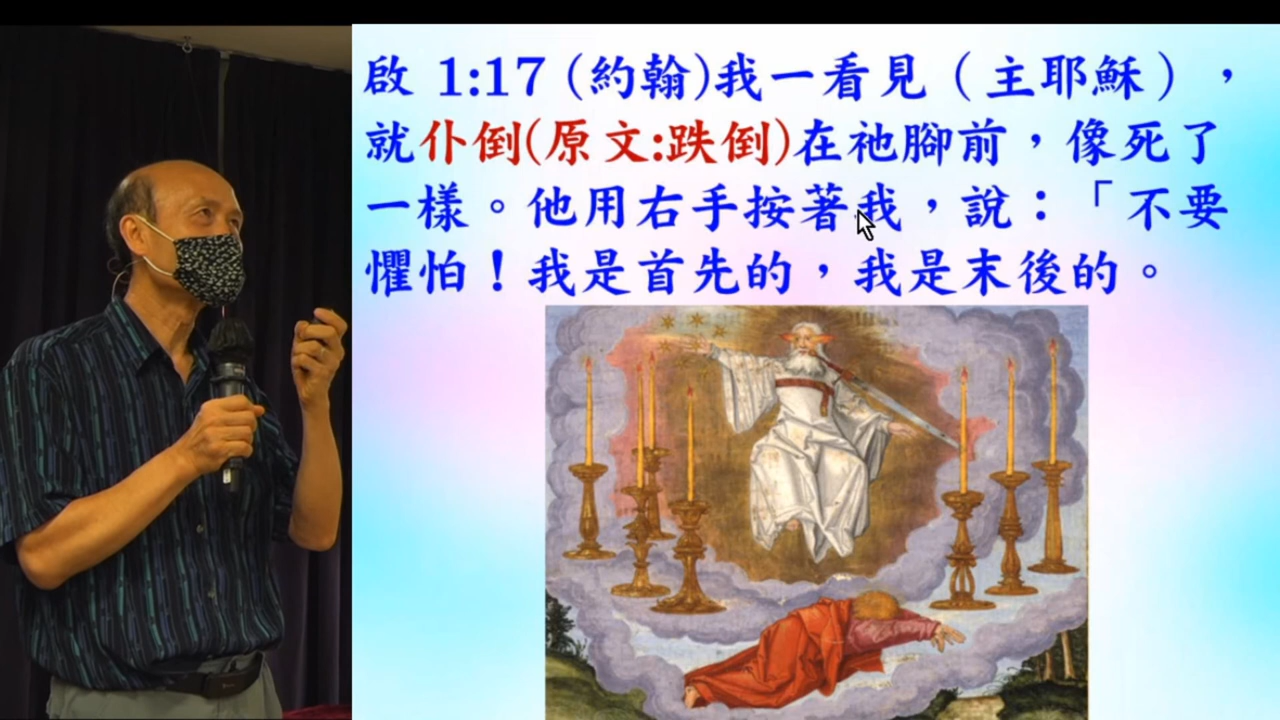 啟 1:17 (約翰)我一看見（主耶穌），
就仆倒(原文:跌倒)在祂腳前，像死了
一樣。他用右手按著我，說：「不要
懼怕！我是首先的，我是末後的。